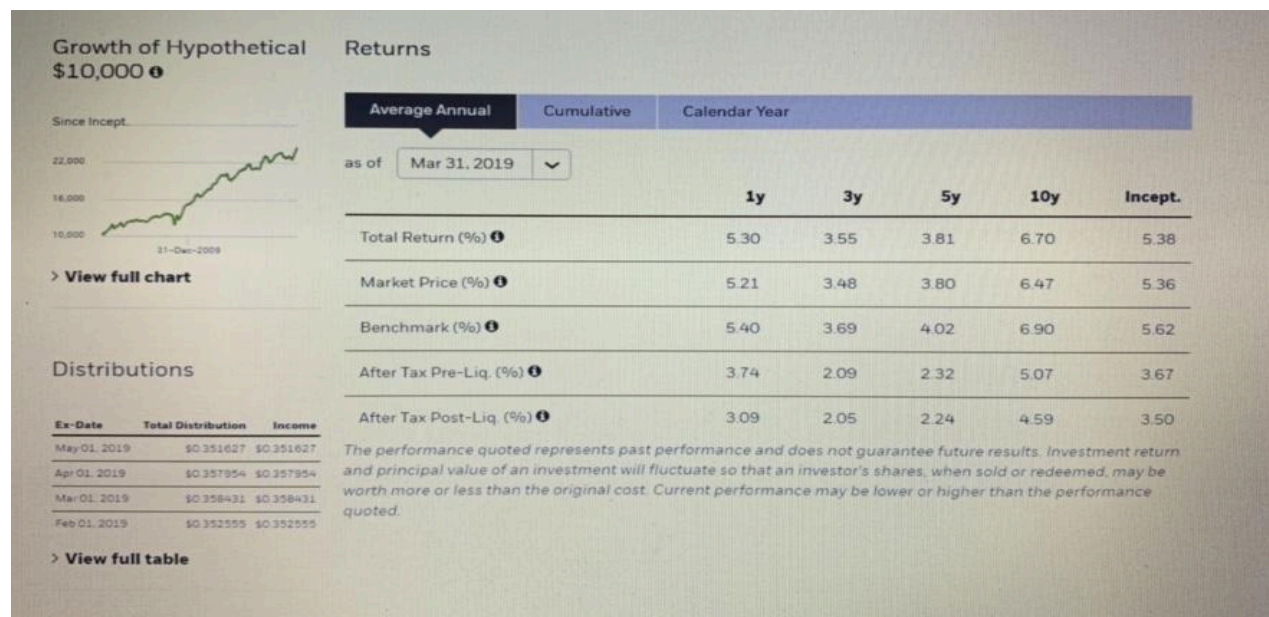 Growth of Hypothetical
$10,000
Since Incept.
22,000
16,000
10,000
31-Dec-2009
> View full chart
Distributions
Ex-Date Total Distribution Income
May 01, 2019 $0.351627 $0.351627
Apr 01, 2019 $0.357954 $0.357954
Mar 01, 2019 $0.358431 $0.358431
Feb 01, 2019 $0.352555 $0.352555
> View full table
Returns
Average Annual Cumulative Calendar Year
as of Mar 31, 2019
1y 3y 5y 10y Incept.
Total Return (%) 5.30 3.55 3.81 6.70 5.38
Market Price (%) 5.21 3.48 3.80 6.47 5.36
Benchmark (%) 5.40 3.69 4.02 6.90 5.62
After Tax Pre-Liq. (%) 3.74 2.09 2.32 5.07 3.67
After Tax Post-Liq. (%) 3.09 2.05 2.24 4.59 3.50
The performance quoted represents past performance and does not guarantee future results. Investment return
and principal value of an investment will fluctuate so that an investor's shares, when sold or redeemed, may be
worth more or less than the original cost. Current performance may be lower or higher than the performance
quoted.